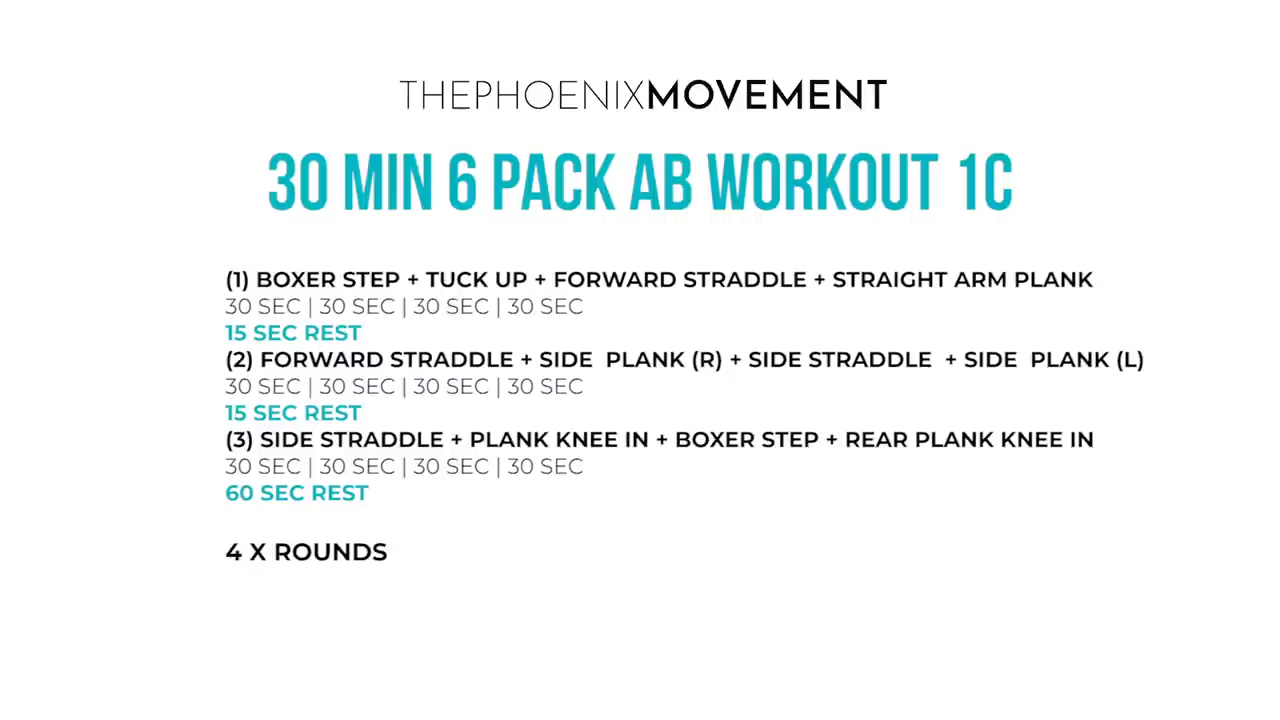 THEPHOENIXMOVEMENT
30 MIN 6 PACK AB WORKOUT 1C
(1) BOXER STEP + TUCK UP + FORWARD STRADDLE + STRAIGHT ARM PLANK
30 SEC | 30 SEC | 30 SEC | 30 SEC
15 SEC REST
(2) FORWARD STRADDLE + SIDE PLANK (R) + SIDE STRADDLE + SIDE PLANK (L)
30 SEC | 30 SEC | 30 SEC | 30 SEC
15 SEC REST
(3) SIDE STRADDLE + PLANK KNEE IN + BOXER STEP + REAR PLANK KNEE IN
30 SEC | 30 SEC | 30 SEC | 30 SEC
60 SEC REST
4 X ROUNDS